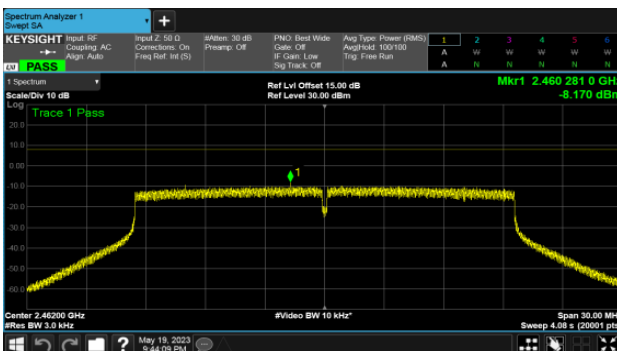 Spectrum Analyzer 1
Swept SA
+
KEYSIGHT
Input: RF
Coupling: AC
Align: Auto
PASS
Input Z: 50 Ω
Corrections: On
Freq Ref: Int (S)
#Atten: 30 dB
Preamp: Off
PNO: Best Wide
Gate: Off
IF Gain: Low
Sig Track: Off
Avg Type: Power (RMS)
Avg|Hold: 100/100
Trig: Free Run
1 2 3 4 5 6
A W W W W W
A N N N N N
1 Spectrum
Scale/Div 10 dB
Ref Lvl Offset 15.00 dB
Ref Level 30.00 dBm
Mkr1 2.460 281 0 GHz
-8.170 dBm
Log
Trace 1 Pass
20.0
10.0
0.00
1
-10.0
-20.0
-30.0
-40.0
-50.0
-60.0
Center 2.46200 GHz
#Video BW 10 kHz*
Span 30.00 MH
#Res BW 3.0 kHz
Sweep 4.08 s (20001 pts
?
May 19, 2023
9:44:09 PM